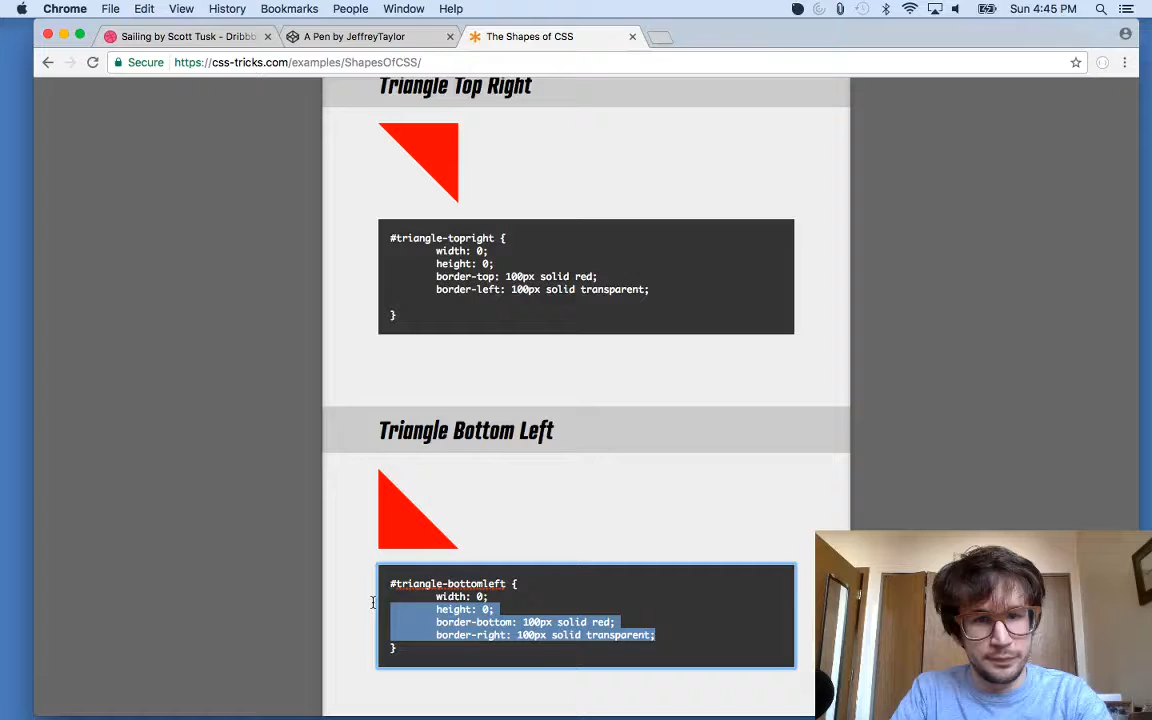 Chrome File Edit View History Bookmarks People Window Help Sun 4:45 PM
Sailing by Scott Tusk - Dribbb A Pen by JeffreyTaylor The Shapes of CSS
Secure https://css-tricks.com/examples/ShapesOfCSS/
Triangle Top Right
#triangle-topright {
width: 0;
height: 0;
border-top: 100px solid red;
border-left: 100px solid transparent;
}
Triangle Bottom Left
#triangle-bottomleft {
width: 0;
height: 0;
border-bottom: 100px solid red;
border-right: 100px solid transparent;
}